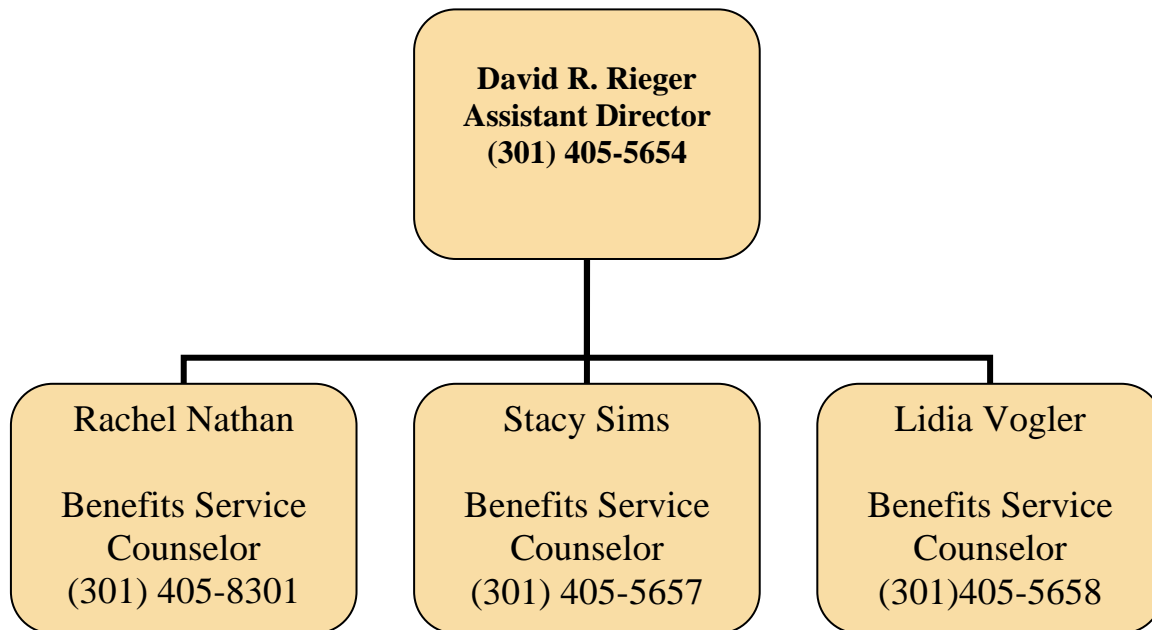 David R. Rieger
Assistant Director
(301) 405-5654
Rachel Nathan
Benefits Service
Counselor
(301) 405-8301
Stacy Sims
Benefits Service
Counselor
(301) 405-5657
Lidia Vogler
Benefits Service
Counselor
(301)405-5658